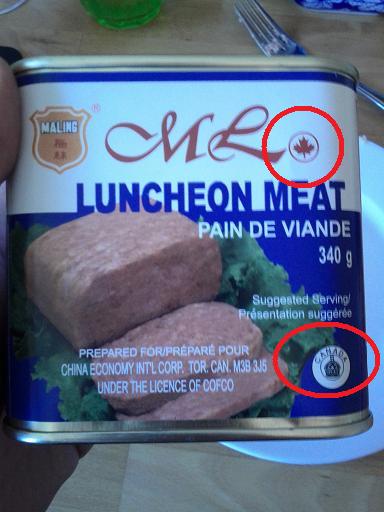 MALING
®
ML
LUNCHEON MEAT
PAIN DE VIANDE
340 g
Suggested Serving/
Présentation suggérée
CANADA
PREPARED FOR/PRÉPARÉ POUR
CHINA ECONOMY INT'L CORP. TOR. CAN. M3B 3J5
UNDER THE LICENCE OF COFCO